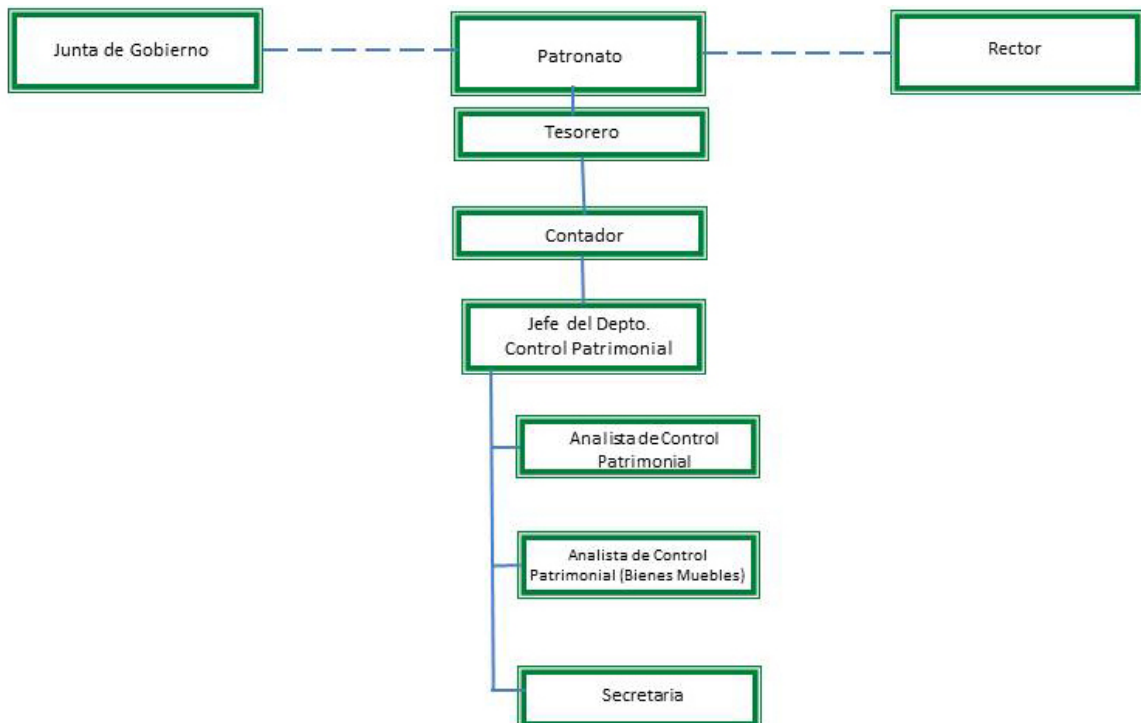 Junta de Gobierno
Patronato
Rector
Tesorero
Contador
Jefe del Depto.
Control Patrimonial
Analista de Control
Patrimonial
Analista de Control
Patrimonial (Bienes Muebles)
Secretaria